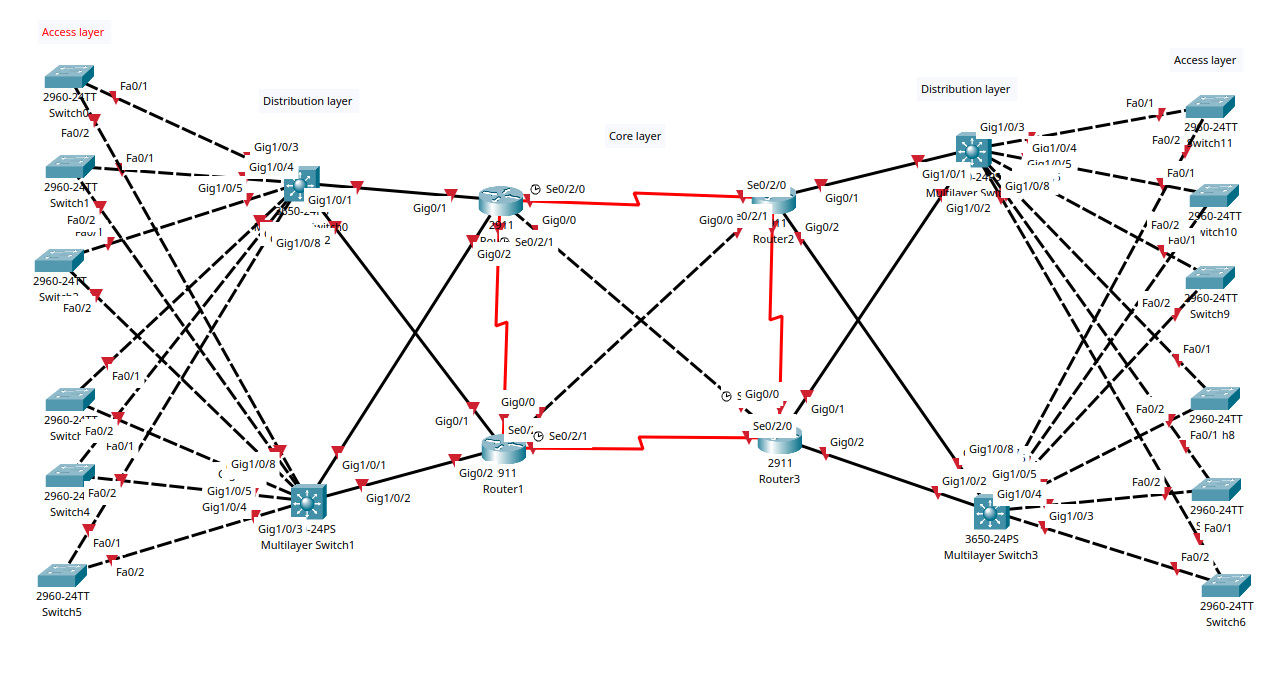 Access layer
Access layer
Distribution layer
Distribution layer
Core layer
2960-24TT
Fa0/1
Fa0/2
Fa0/1
2960-24TT
Switch1
Fa0/2
2960-24TT
Fa0/2
Fa0/1
Fa0/2
Fa0/1
Switch4
Fa0/2
Fa0/1
Fa0/2
2960-24TT
Switch5
Gig1/0/3
Gig1/0/4
Gig1/0/5
Gig1/0/1
Gig1/0/8
Gig1/0/8
Gig1/0/5
Gig1/0/4
Gig1/0/3
Gig1/0/1
Gig1/0/2
Multilayer Switch1
Gig0/1
Se0/2/0
Gig0/0
Se0/2/1
Gig0/2
Gig0/0
Gig0/1
Se0/2/1
Gig0/2
Router1
Se0/2/0
Gig0/0
Gig0/1
Gig0/2
Router2
Gig0/0
Gig0/1
Se0/2/0
Gig0/2
2911
Router3
Gig1/0/3
Gig1/0/4
Gig1/0/8
Gig1/0/1
Gig1/0/2
Gig1/0/8
Gig1/0/5
Gig1/0/2
Gig1/0/4
Gig1/0/3
3650-24PS
Multilayer Switch3
Fa0/1
2960-24TT
Fa0/2
Fa0/1
2960-24TT
Fa0/2
Fa0/1
2960-24TT
Switch9
Fa0/2
Fa0/1
2960-24TT
Fa0/2
Fa0/1
Fa0/2
2960-24TT
Fa0/1
Fa0/2
2960-24TT
Switch6